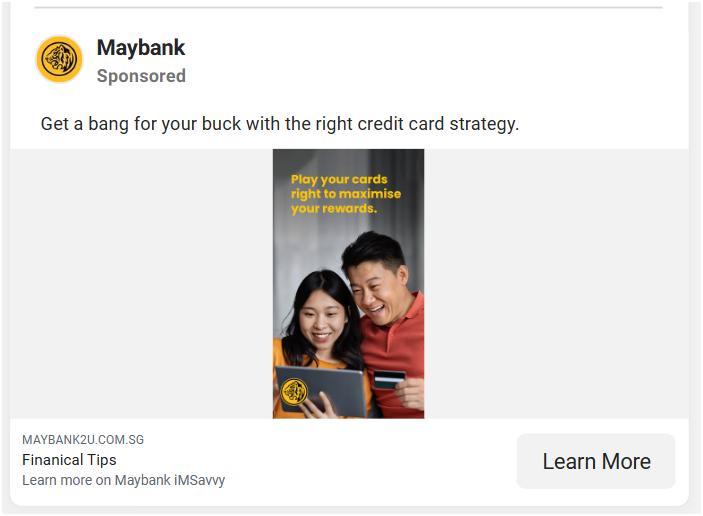 Maybank
Sponsored
Get a bang for your buck with the right credit card strategy.
Play your cards
right to maximise
your rewards.
MAYBANK2U.COM.SG
Finanical Tips
Learn more on Maybank iMSavvy
Learn More